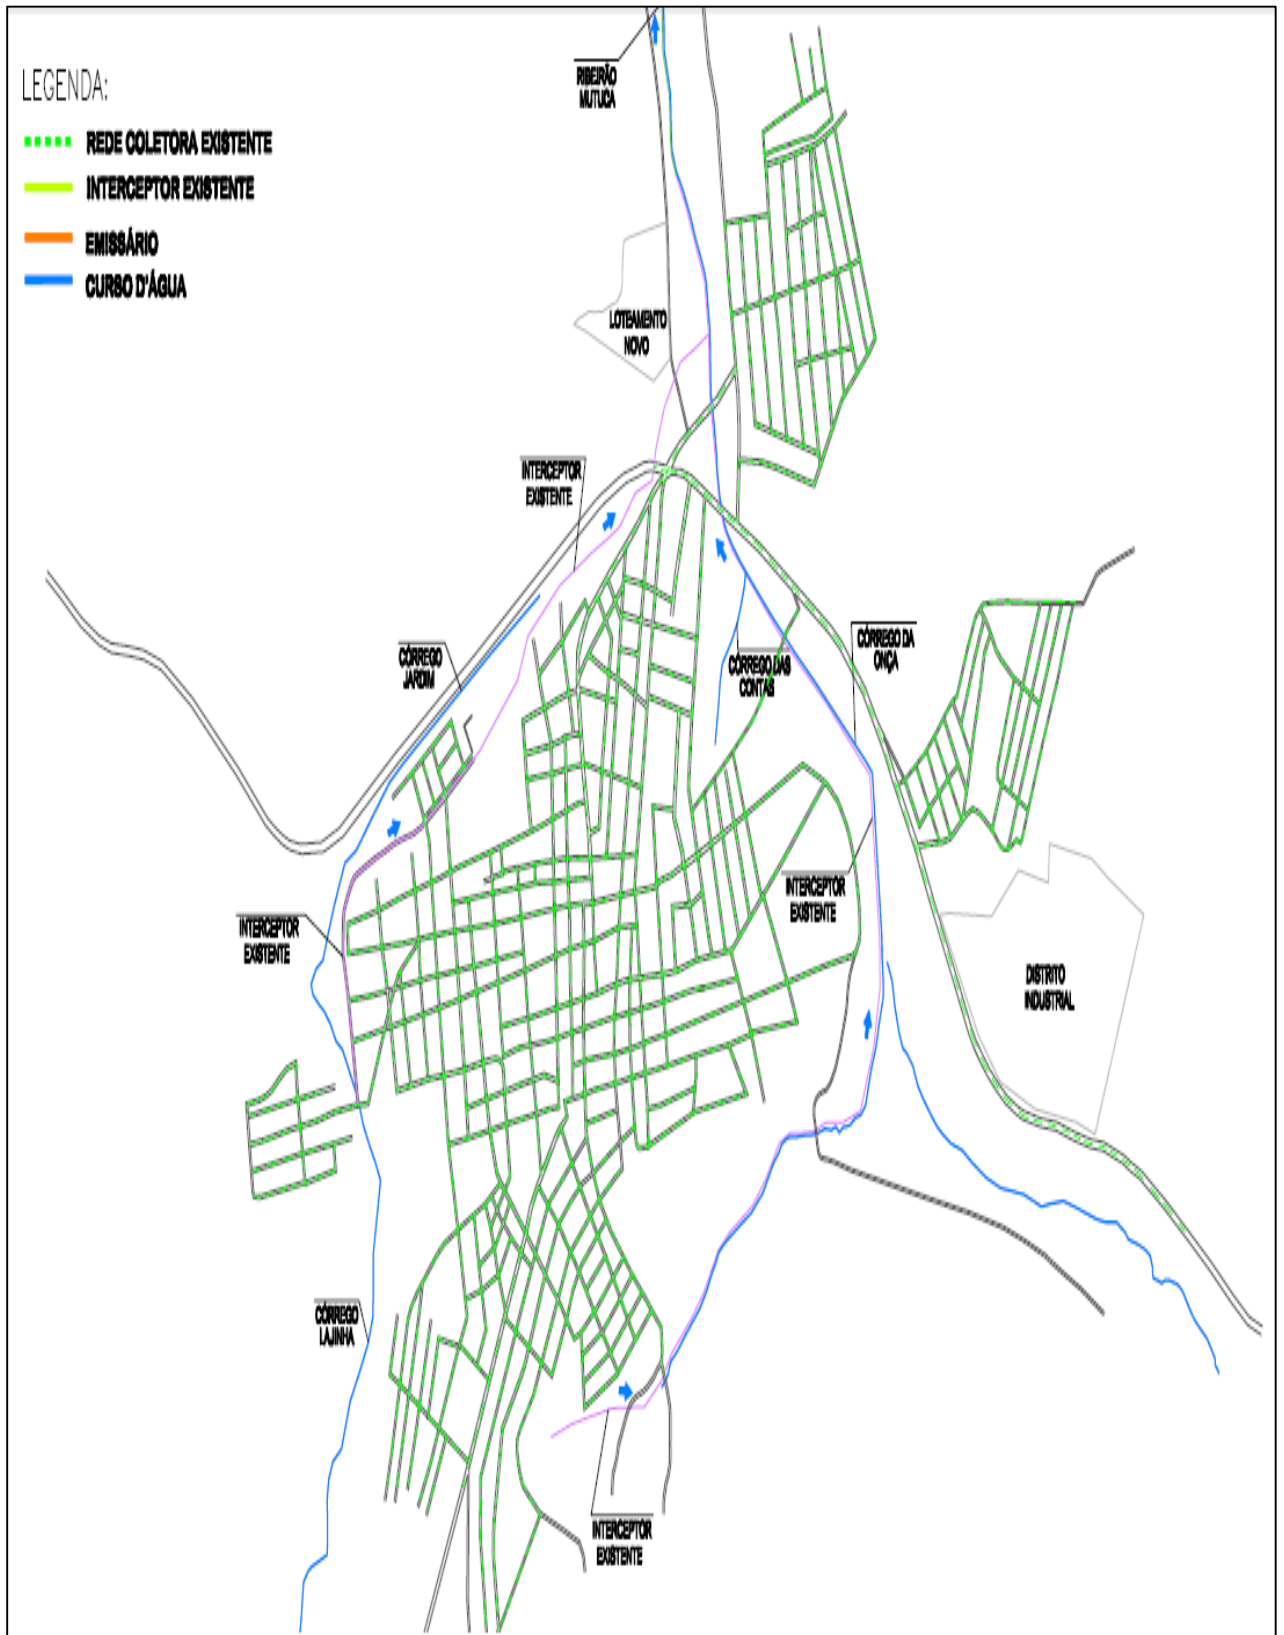 LEGENDA:
REDE COLETORA EXISTENTE
INTERCEPTOR EXISTENTE
EMISSÁRIO
CURSO D'ÁGUA
RIBEIRÃO
MUTUCA
LOTEAMENTO
NOVO
INTERCEPTOR
EXISTENTE
CÓRREGO
JARDIM
CÓRREGO DAS
CONTAS
CÓRREGO DA
ONÇA
INTERCEPTOR
EXISTENTE
INTERCEPTOR
EXISTENTE
DISTRITO
INDUSTRIAL
CÓRREGO
LAJINHA
INTERCEPTOR
EXISTENTE